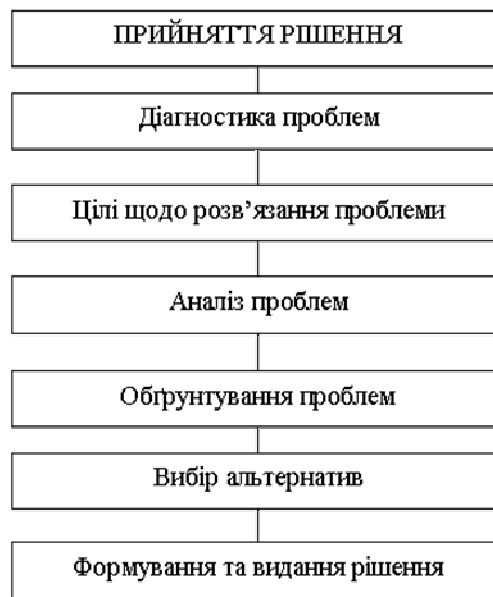 ПРИЙНЯТТЯ РІШЕННЯ
Діагностика проблем
Цілі щодо розв’язання проблеми
Аналіз проблем
Обґрунтування проблем
Вибір альтернатив
Формування та видання рішення